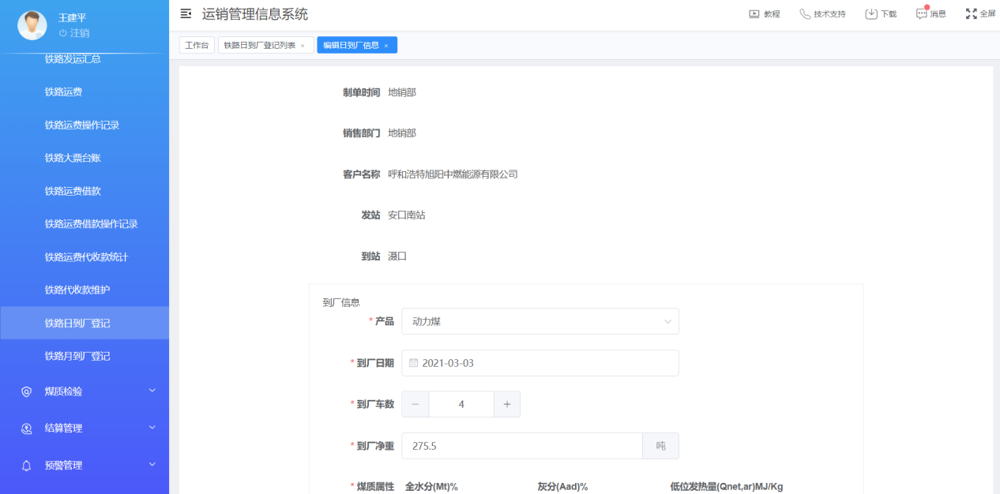 王建平
注销
运销管理信息系统
教程
技术支持
下载
消息
全屏
工作台
铁路日到厂登记列表 ×
编辑日到厂信息 ×
铁路发运汇总
铁路运费
铁路运费操作记录
铁路大票台账
铁路运费借款
铁路运费借款操作记录
铁路运费代收款统计
铁路代收款维护
铁路日到厂登记
铁路月到厂登记
煤质检验
结算管理
预警管理
制单时间 地销部
销售部门 地销部
客户名称 呼和浩特旭阳中燃能源有限公司
发站 安口南站
到站 滠口
到厂信息
* 产品 动力煤
* 到厂日期 2021-03-03
* 到厂车数 − 4 +
* 到厂净重 275.5 吨
* 煤质属性 全水分(Mt)% 灰分(Aad)% 低位发热量(Qnet,ar)MJ/Kg